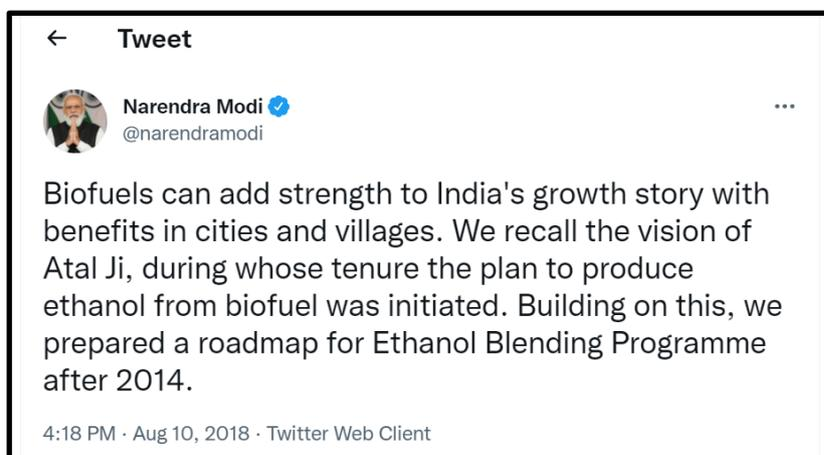 ← Tweet
Narendra Modi
@narendramodi
Biofuels can add strength to India's growth story with
benefits in cities and villages. We recall the vision of
Atal Ji, during whose tenure the plan to produce
ethanol from biofuel was initiated. Building on this, we
prepared a roadmap for Ethanol Blending Programme
after 2014.
4:18 PM · Aug 10, 2018 · Twitter Web Client